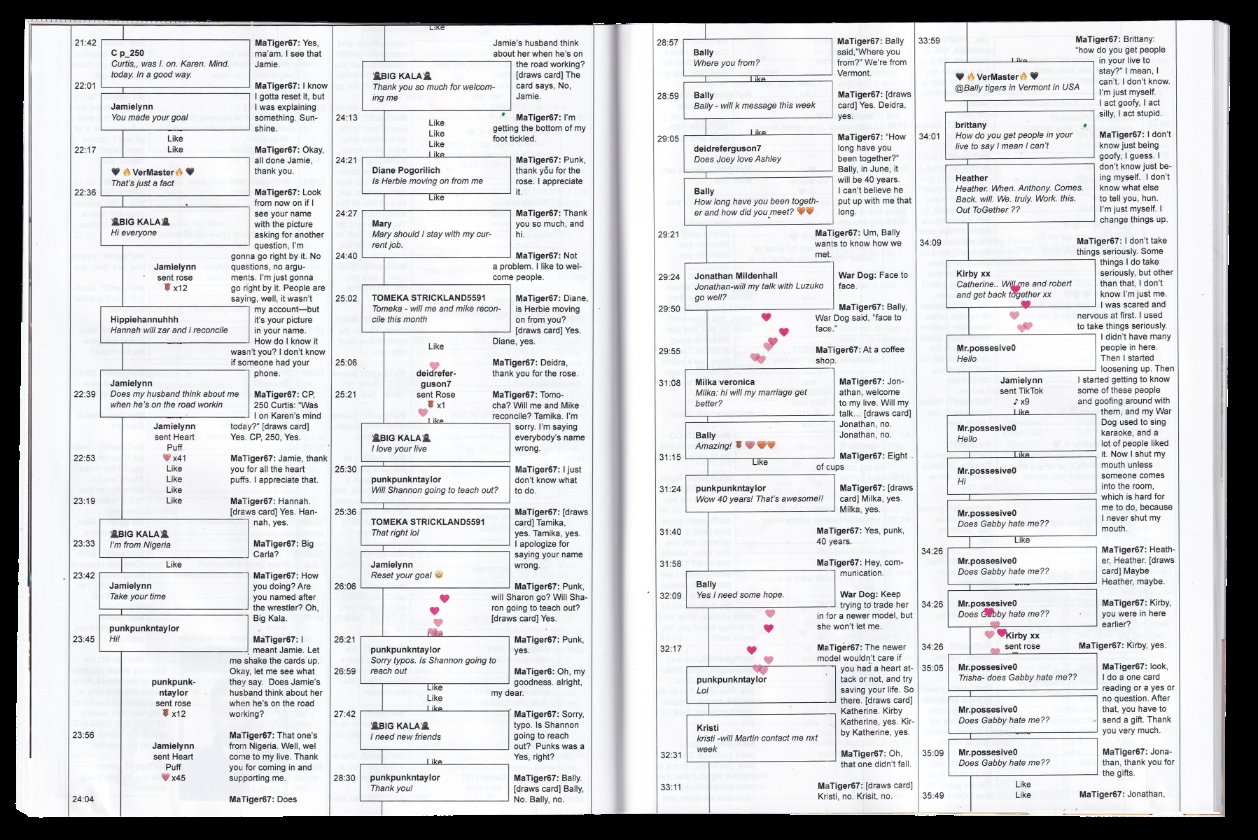 Like
21:42
C p_250
Curtis,, was I. on. Karen. Mind.
today. In a good way.
MaTiger67: Yes,
ma'am. I see that
Jamie.
22:01
Jamielynn
You made your goal
MaTiger67: I know
I gotta reset it, but
I was explaining
something. Sun-
shine.
Like
Like
22:17
🖤 🔥 VerMaster🔥 🖤
That's just a fact
MaTiger67: Okay,
all done Jamie,
thank you.
22:36
BIG KALA
Hi everyone
MaTiger67: Look
from now on if I
see your name
with the picture
asking for another
question, I'm
gonna go right by it. No
questions, no argu-
ments. I'm just gonna
go right by it. People are
saying, well, it wasn't
my account—but
it's your picture
in your name.
How do I know it
wasn't you? I don't know
if someone had your
phone.
Jamielynn
sent rose
🌹 x12
Hippiehannuhhh
Hannah will zar and i reconcile
22:39
Jamielynn
Does my husband think about me
when he's on the road workin
MaTiger67: CP,
250 Curtis: "Was
I on Karen's mind
today?" [draws card]
Yes. CP, 250, Yes.
Jamielynn
sent Heart
Puff
💗 x41
22:53
MaTiger67: Jamie, thank
you for all the heart
puffs. I appreciate that.
Like
Like
Like
Like
23:19
MaTiger67: Hannah.
[draws card] Yes. Han-
nah, yes.
BIG KALA
I'm from Nigeria
23:33
MaTiger67: Big
Carla?
Like
23:42
Jamielynn
Take your time
MaTiger67: How
you doing? Are
you named after
the wrestler? Oh,
Big Kala.
23:45
punkpunkntaylor
Hi!
MaTiger67: I
meant Jamie. Let
me shake the cards up.
Okay, let me see what
they say. Does Jamie's
husband think about her
when he's on the road
working?
punkpunk-
ntaylor
sent rose
🌹 x12
23:56
Jamielynn
sent Heart
Puff
💗 x45
MaTiger67: That one's
from Nigeria. Well, wel
come to my live. Thank
you for coming in and
supporting me.
24:04
MaTiger67: Does
Jamie's husband think
about her when he's on
the road working?
[draws card] The
card says, No,
Jamie.
BIG KALA
Thank you so much for welcom-
ing me
24:13
Like
Like
Like
Like
MaTiger67: I'm
getting the bottom of my
foot tickled.
24:21
Diane Pogorilich
Is Herbie moving on from me
MaTiger67: Punk,
thank you for the
rose. I appreciate
it.
Like
24:27
Mary
Mary should I stay with my cur-
rent job.
MaTiger67: Thank
you so much, and
hi.
24:40
MaTiger67: Not
a problem. I like to wel-
come people.
25:02
TOMEKA STRICKLAND5591
Tomeka - will me and mike recon-
cile this month
MaTiger67: Diane,
is Herbie moving
on from you?
[draws card] Yes.
Diane, yes.
Like
25:06
deidrefer-
guson7
sent Rose
🌹 x1
Like
MaTiger67: Deidra,
thank you for the rose.
25:21
MaTiger67: Tomo-
cha? Will me and Mike
reconcile? Tamika. I'm
sorry. I'm saying
everybody's name
wrong.
BIG KALA
I love your live
25:30
punkpunkntaylor
Will Shannon going to teach out?
MaTiger67: I just
don't know what
to do.
25:36
TOMEKA STRICKLAND5591
That right lol
MaTiger67: [draws
card] Tamika,
yes. Tamika, yes.
I apologize for
saying your name
wrong.
Jamielynn
Reset your goal 😀
26:06
MaTiger67: Punk,
will Sharon go? Will Sha-
ron going to teach out?
[draws card] Yes.
26:21
punkpunkntaylor
Sorry typos. Is Shannon going to
reach out
MaTiger67: Punk,
yes.
26:59
MaTiger6: Oh, my
goodness. alright,
my dear.
Like
Like
Like
27:42
BIG KALA
I need new friends
MaTiger67: Sorry,
typo. Is Shannon
going to reach
out? Punks was a
Yes, right?
Like
28:30
punkpunkntaylor
Thank you!
MaTiger67: Bally.
[draws card] Bally,
No. Bally, no.
28:57
Bally
Where you from?
MaTiger67: Bally
said,"Where you
from?" We're from
Vermont.
Like
28:59
Bally
Bally - will k message this week
MaTiger67: [draws
card] Yes. Deidra,
yes.
Like
29:05
deidreferguson7
Does Joey love Ashley
MaTiger67: "How
long have you
been together?"
Bally, in June, it
will be 40 years.
I can't believe he
put up with me that
long.
Bally
How long have you been togeth-
er and how did you meet? 🧡🧡
29:21
MaTiger67: Um, Bally
wants to know how we
met.
29:24
Jonathan Mildenhall
Jonathan-will my talk with Luzuko
go well?
War Dog: Face to
face.
29:50
MaTiger67: Bally,
War Dog said, "face to
face."
29:55
MaTiger67: At a coffee
shop.
31:08
Milka veronica
Milka: hi will my marriage get
better?
MaTiger67: Jon-
athan, welcome
to my live. Will my
talk... [draws card]
Jonathan, no.
Jonathan, no.
Bally
Amazing! 🌹 💗 🧡 🧡
31:15
Like
MaTiger67: Eight
of cups
31:24
punkpunkntaylor
Wow 40 years! That's awesome!!
MaTiger67: [draws
card] Milka, yes.
Milka, yes.
31:40
MaTiger67: Yes, punk,
40 years.
31:58
MaTiger67: Hey, com-
munication.
32:09
Bally
Yes I need some hope.
War Dog: Keep
trying to trade her
in for a newer model, but
she won't let me.
32:17
MaTiger67: The newer
model wouldn't care if
you had a heart at-
tack or not, and try
saving your life. So
there. [draws card]
Katherine. Kirby
Katherine, yes. Kir-
by Katherine, yes.
punkpunkntaylor
Lol
Kristi
kristi -will Martin contact me nxt
week
32:31
MaTiger67: Oh,
that one didn't fall.
33:11
MaTiger67: [draws card]
Kristi, no. Krisit, no.
33:59
MaTiger67: Brittany:
"how do you get people
in your live to
stay?" I mean, I
can't. I don't know.
I'm just myself.
I act goofy, I act
silly, I act stupid.
Like
🖤 🔥 VerMaster🔥 🖤
@Bally tigers in Vermont in USA
34:01
brittany
How do you get people in your
live to say I mean I can't
MaTiger67: I don't
know just being
goofy, I guess. I
don't know just be-
ing myself. I don't
know what else
to tell you, hun.
I'm just myself. I
change things up.
Heather
Heather. When. Anthony. Comes.
Back. will. We. truly. Work. this.
Out ToGether ??
34:09
MaTiger67: I don't take
things seriously. Some
things I do take
seriously, but other
than that, I don't
know I'm just me.
I was scared and
nervous at first. I used
to take things seriously.
I didn't have many
people in here.
Then I started
loosening up. Then
I started getting to know
some of these people
and goofing around with
them, and my War
Dog used to sing
karaoke, and a
lot of people liked
it. Now I shut my
mouth unless
someone comes
into the room,
which is hard for
me to do, because
I never shut my
mouth.
Kirby xx
Catherine.. Will me and robert
and get back together xx
Mr.possesive0
Hello
Jamielynn
sent TikTok
♪ x9
Like
Mr.possesive0
Hello
Like
Mr.possesive0
Hi
Mr.possesive0
Does Gabby hate me??
Like
34:26
Mr.possesive0
Does Gabby hate me??
MaTiger67: Heath-
er, Heather. [draws
card] Maybe
Heather, maybe.
34:26
Mr.possesive0
Does Gabby hate me??
MaTiger67: Kirby,
you were in here
earlier?
34:26
Kirby xx
sent rose
MaTiger67: Kirby, yes.
35:05
Mr.possesive0
Trisha- does Gabby hate me??
MaTiger67: look,
I do a one card
reading or a yes or
no question. After
that, you have to
send a gift. Thank
you very much.
Mr.possesive0
Does Gabby hate me??
35:09
Mr.possesive0
Does Gabby hate me??
MaTiger67: Jona-
than, thank you for
the gifts.
Like
35:49
Like
MaTiger67: Jonathan,